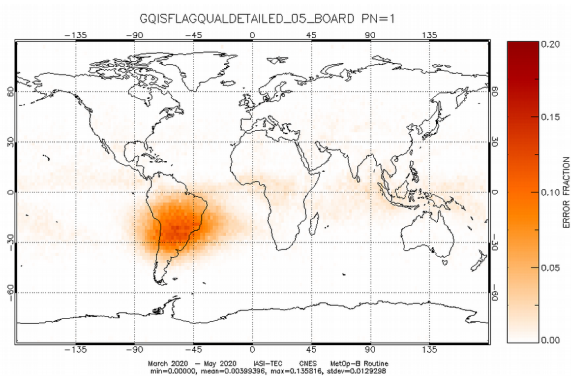 GQISFLAGQUALDETAILED_05_BOARD PN=1
-135 -90 -45 0 45 90 135
60 60
30 30
0 0
-30 -30
-60 -60
-135 -90 -45 0 45 90 135
0.20
0.15
0.10
0.05
0.00
ERROR FRACTION
March 2020 - May 2020 IASI-TEC CNES MetOp-B Routine
min=0.00000, mean=0.00399396, max=0.135816, stdev=0.0129298